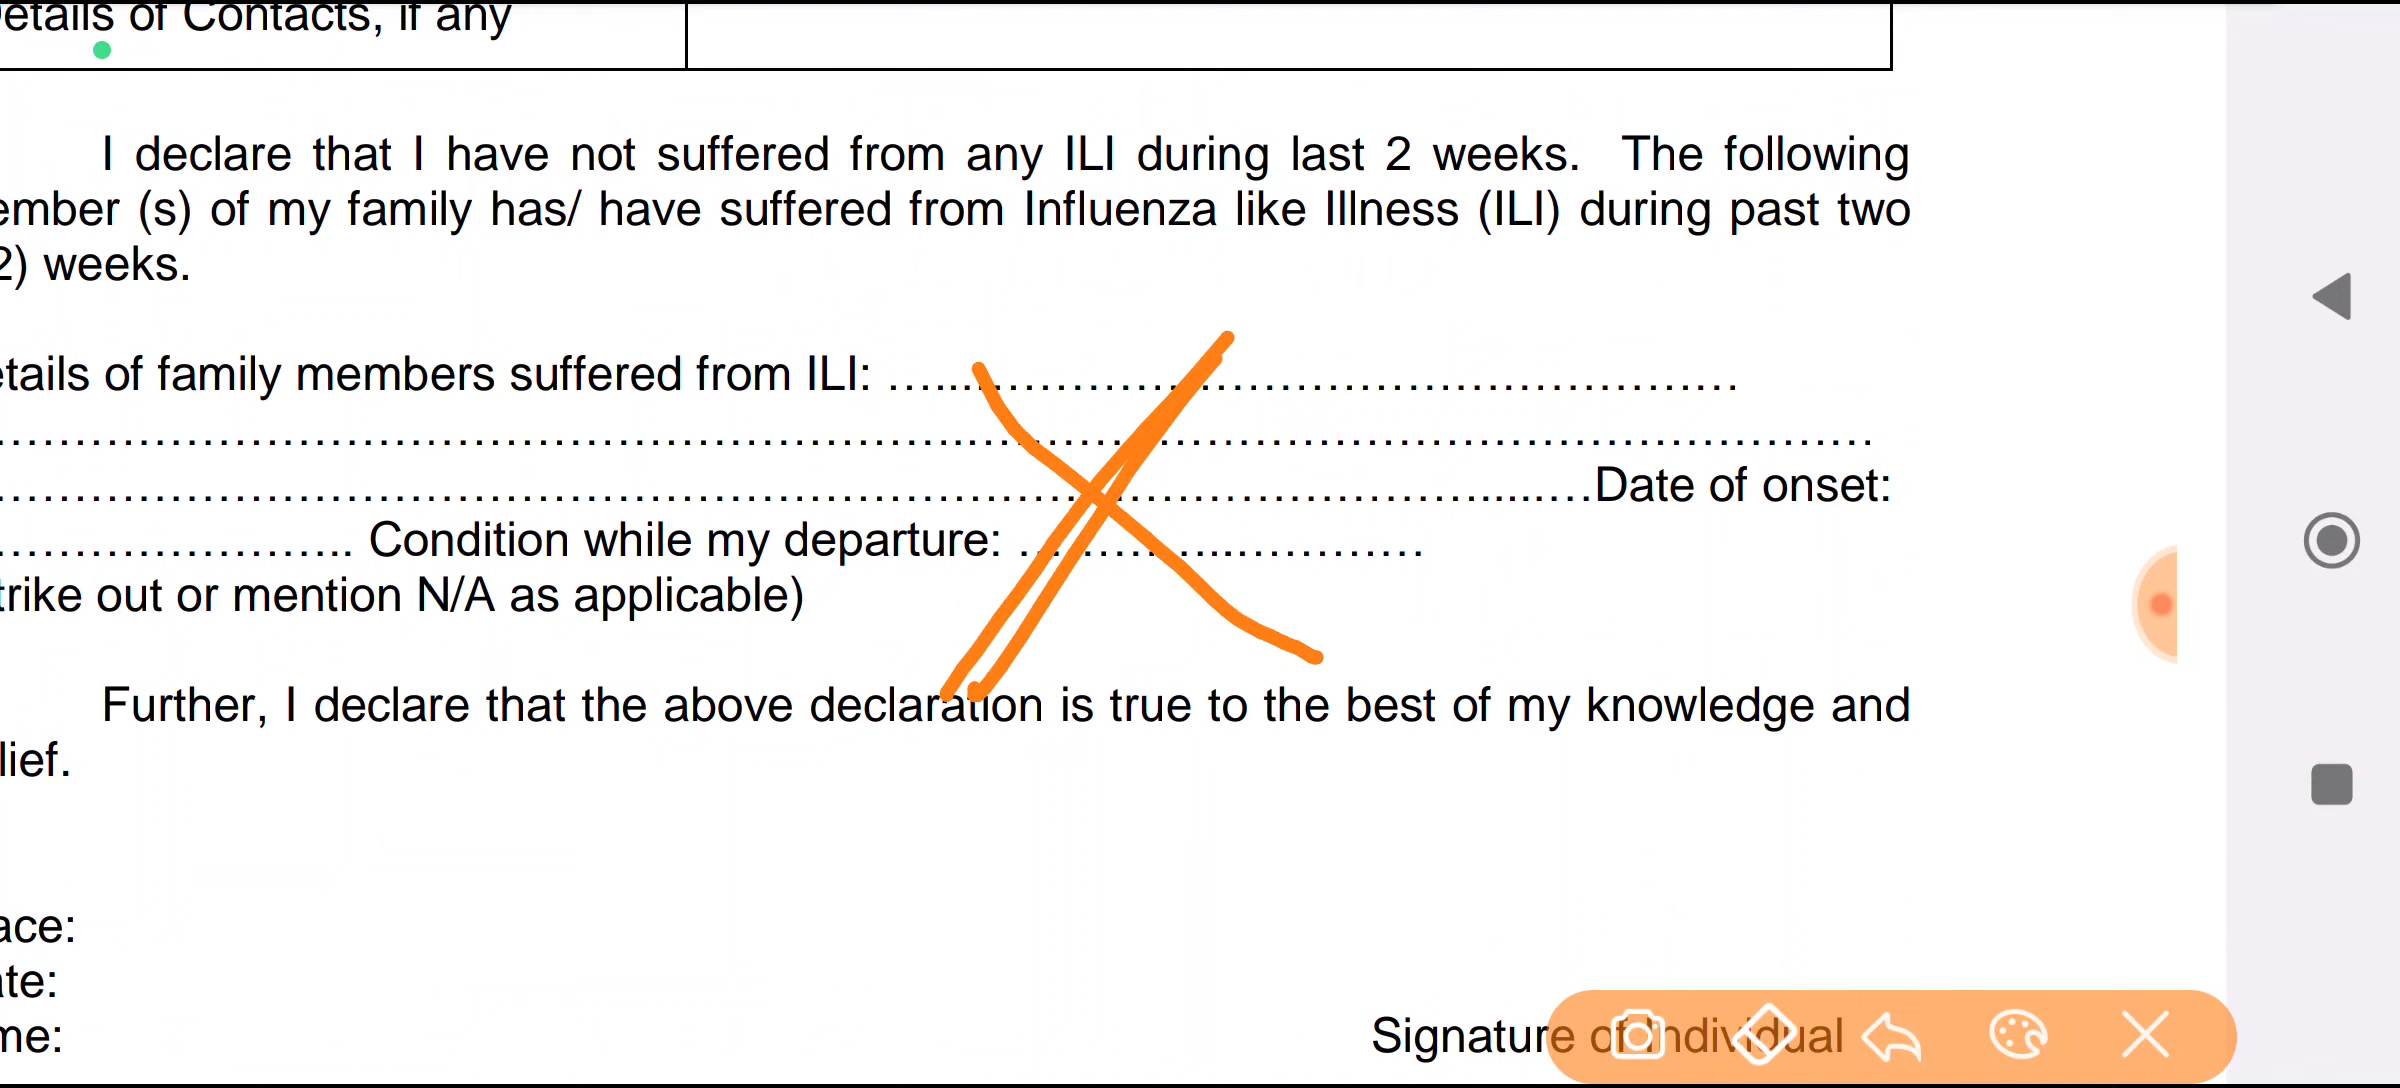 etails of Contacts, if any
I declare that I have not suffered from any ILI during last 2 weeks. The following
ember (s) of my family has/ have suffered from Influenza like Illness (ILI) during past two
2) weeks.
etails of family members suffered from ILI: ........................................................
................................................................................................................
....................................................................................................Date of onset:
......................... Condition while my departure: ..............................
trike out or mention N/A as applicable)
Further, I declare that the above declaration is true to the best of my knowledge and
lief.
ace:
ate:
me:
Signature of Individual